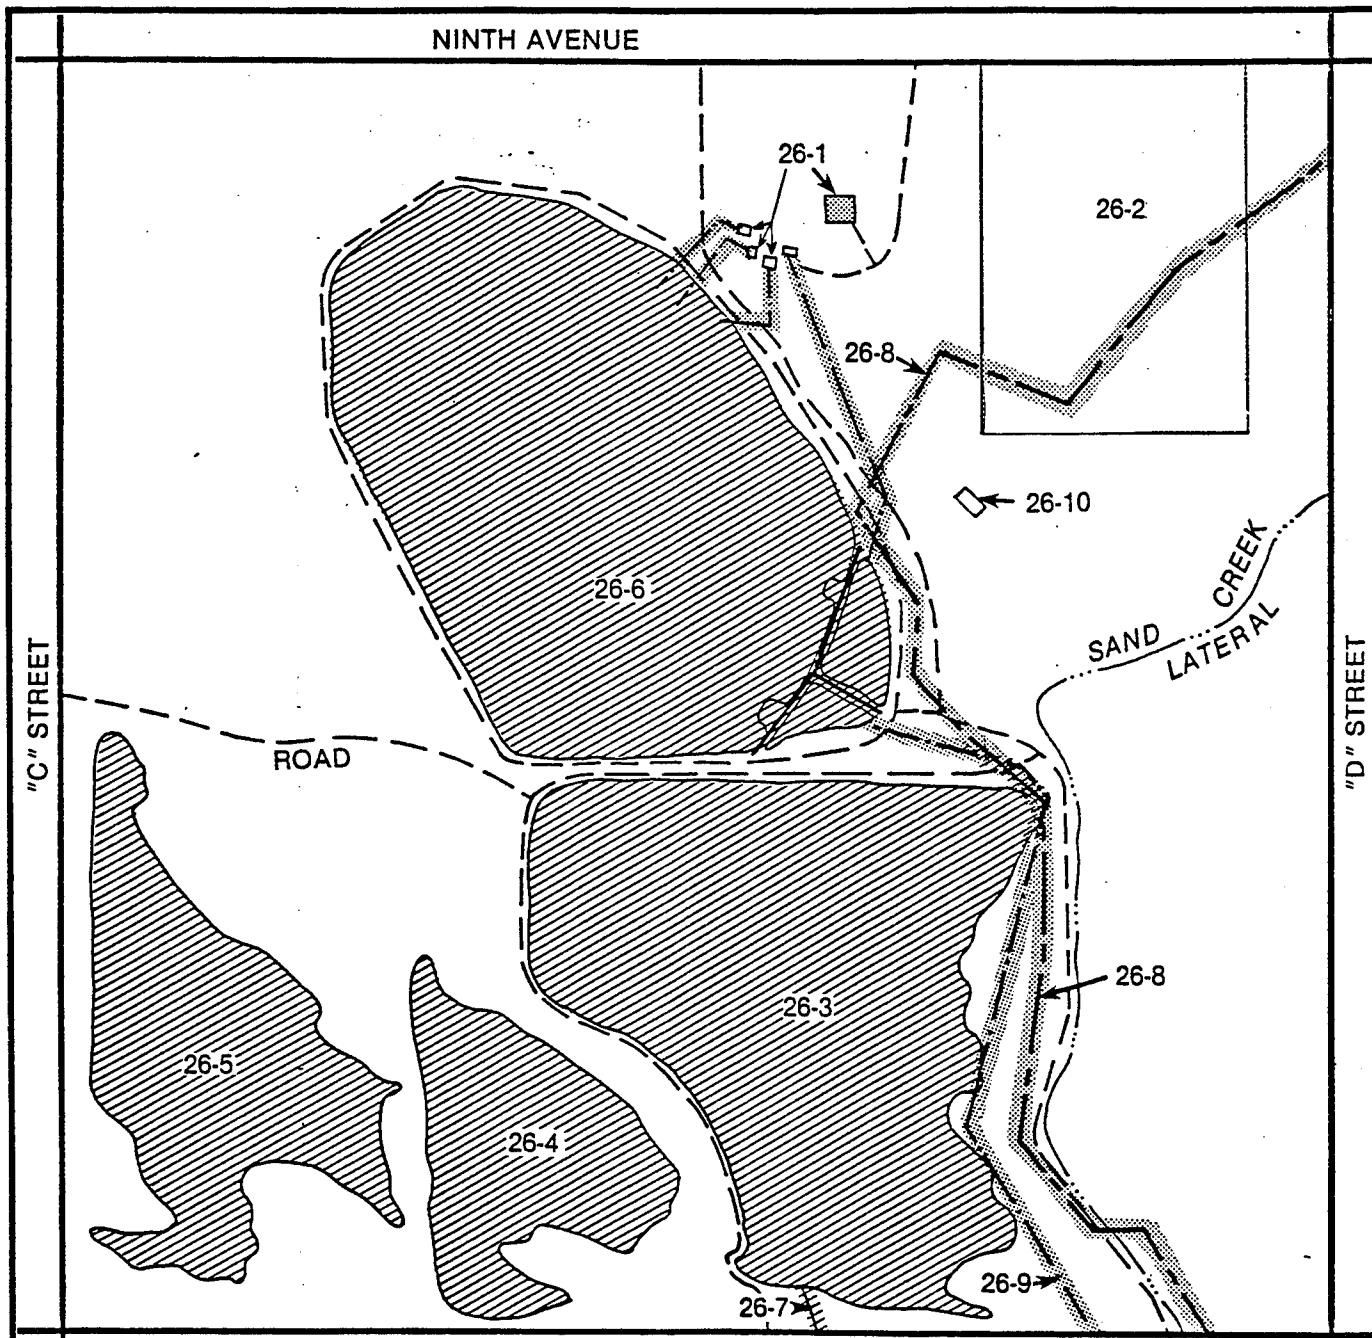 NINTH AVENUE
26-1
26-2
26-8
26-10
CREEK
SAND
LATERAL
26-6
"C" STREET
"D" STREET
ROAD
26-8
26-3
26-5
26-4
26-9
26-7